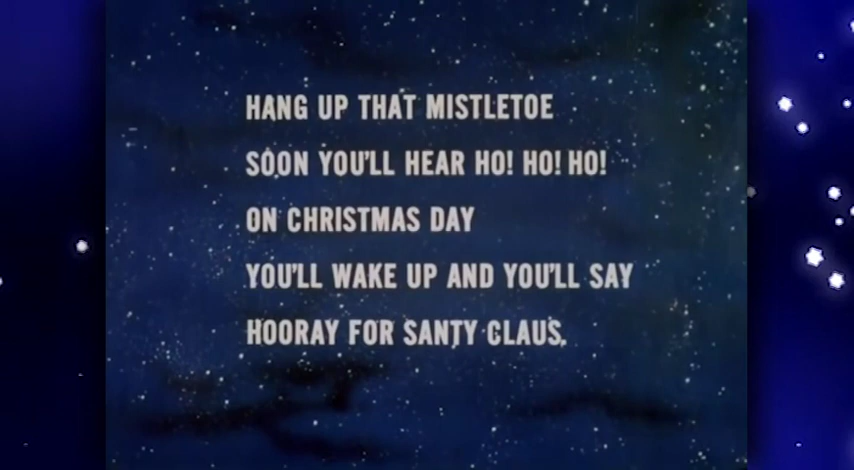 HANG UP THAT MISTLETOE
SOON YOU'LL HEAR HO! HO! HO!
ON CHRISTMAS DAY
YOU'LL WAKE UP AND YOU'LL SAY
HOORAY FOR SANTY CLAUS.